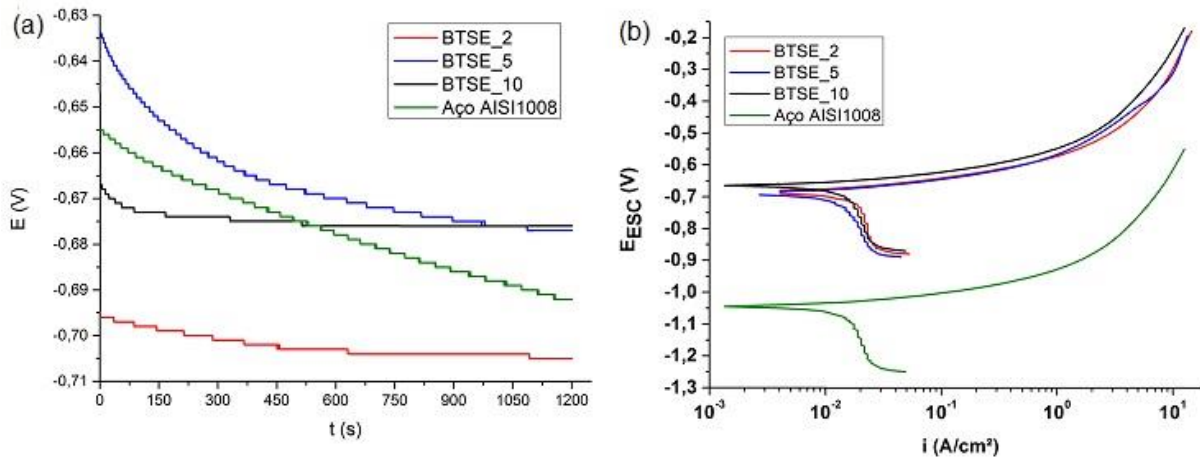 (a)
-0,63
-0,64
-0,65
-0,66
-0,67
-0,68
-0,69
-0,70
-0,71
E (V)
BTSE_2
BTSE_5
BTSE_10
Aço AISI1008
0 150 300 450 600 750 900 1050 1200
t (s)
(b)
-0,2
-0,3
-0,4
-0,5
-0,6
-0,7
-0,8
-0,9
-1,0
-1,1
-1,2
-1,3
E_ESC (V)
BTSE_2
BTSE_5
BTSE_10
Aço AISI1008
10⁻³ 10⁻² 10⁻¹ 10⁰ 10¹
i (A/cm²)